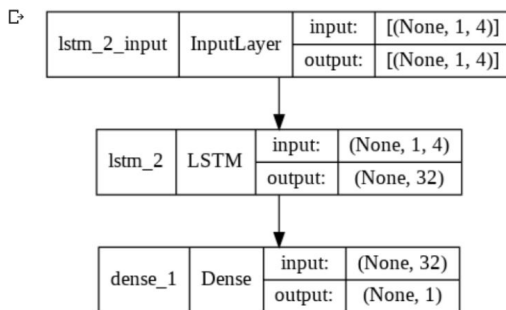 lstm_2_input InputLayer input: [(None, 1, 4)]
output: [(None, 1, 4)]
lstm_2 LSTM input: (None, 1, 4)
output: (None, 32)
dense_1 Dense input: (None, 32)
output: (None, 1)